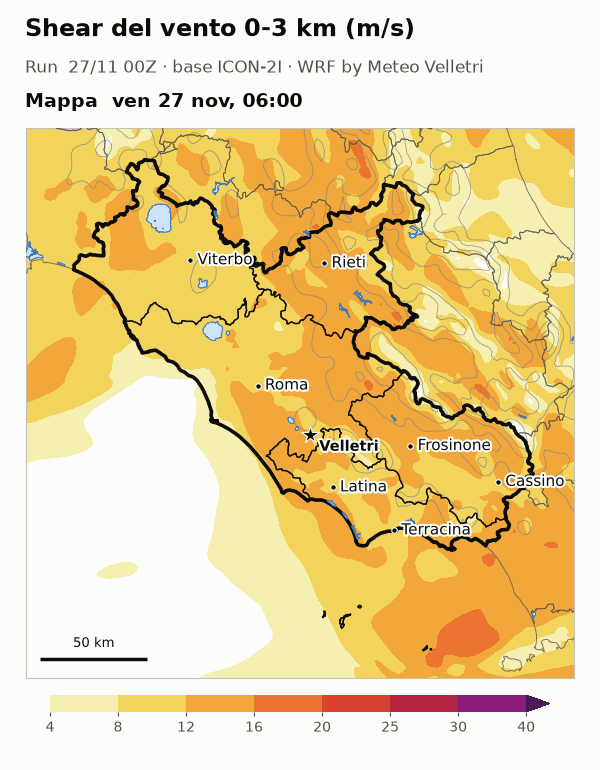 Shear del vento 0-3 km (m/s)
Run  27/11 00Z · base ICON-2I · WRF by Meteo Velletri
Mappa  ven 27 nov, 06:00
Viterbo
Rieti
Roma
Velletri
Frosinone
Cassino
Latina
Terracina
50 km
4 8 12 16 20 25 30 40